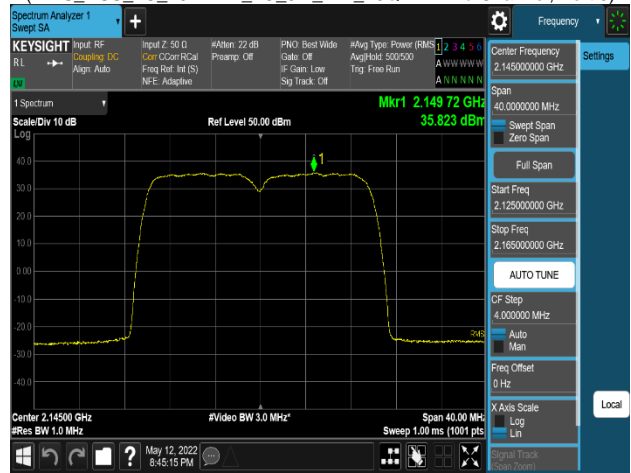 Spectrum Analyzer 1
Swept SA
Frequency
KEYSIGHT
RL
Input: RF
Coupling: DC
Align: Auto
Input Z: 50 Ω
Corr CCorr RCal
Freq Ref: Int (S)
NFE: Adaptive
#Atten: 22 dB
Preamp: Off
PNO: Best Wide
Gate: Off
IF Gain: Low
Sig Track: Off
#Avg Type: Power (RMS
Avg|Hold: 500/500
Trig: Free Run
1 2 3 4 5 6
A W W W W W
A N N N N N
1 Spectrum
Scale/Div 10 dB
Log
Ref Level 50.00 dBm
Mkr1 2.149 72 GHz
35.823 dBm
40.0
30.0
20.0
10.0
0.00
-10.0
-20.0
-30.0
-40.0
1
RMS
Center 2.14500 GHz
#Res BW 1.0 MHz
#Video BW 3.0 MHz*
Span 40.00 MHz
Sweep 1.00 ms (1001 pts
May 12, 2022
8:45:15 PM
Center Frequency
2.145000000 GHz
Settings
Span
40.0000000 MHz
Swept Span
Zero Span
Full Span
Start Freq
2.125000000 GHz
Stop Freq
2.165000000 GHz
AUTO TUNE
CF Step
4.000000 MHz
Auto
Man
Freq Offset
0 Hz
X Axis Scale
Log
Lin
Local
Signal Track
(Span Zoom)